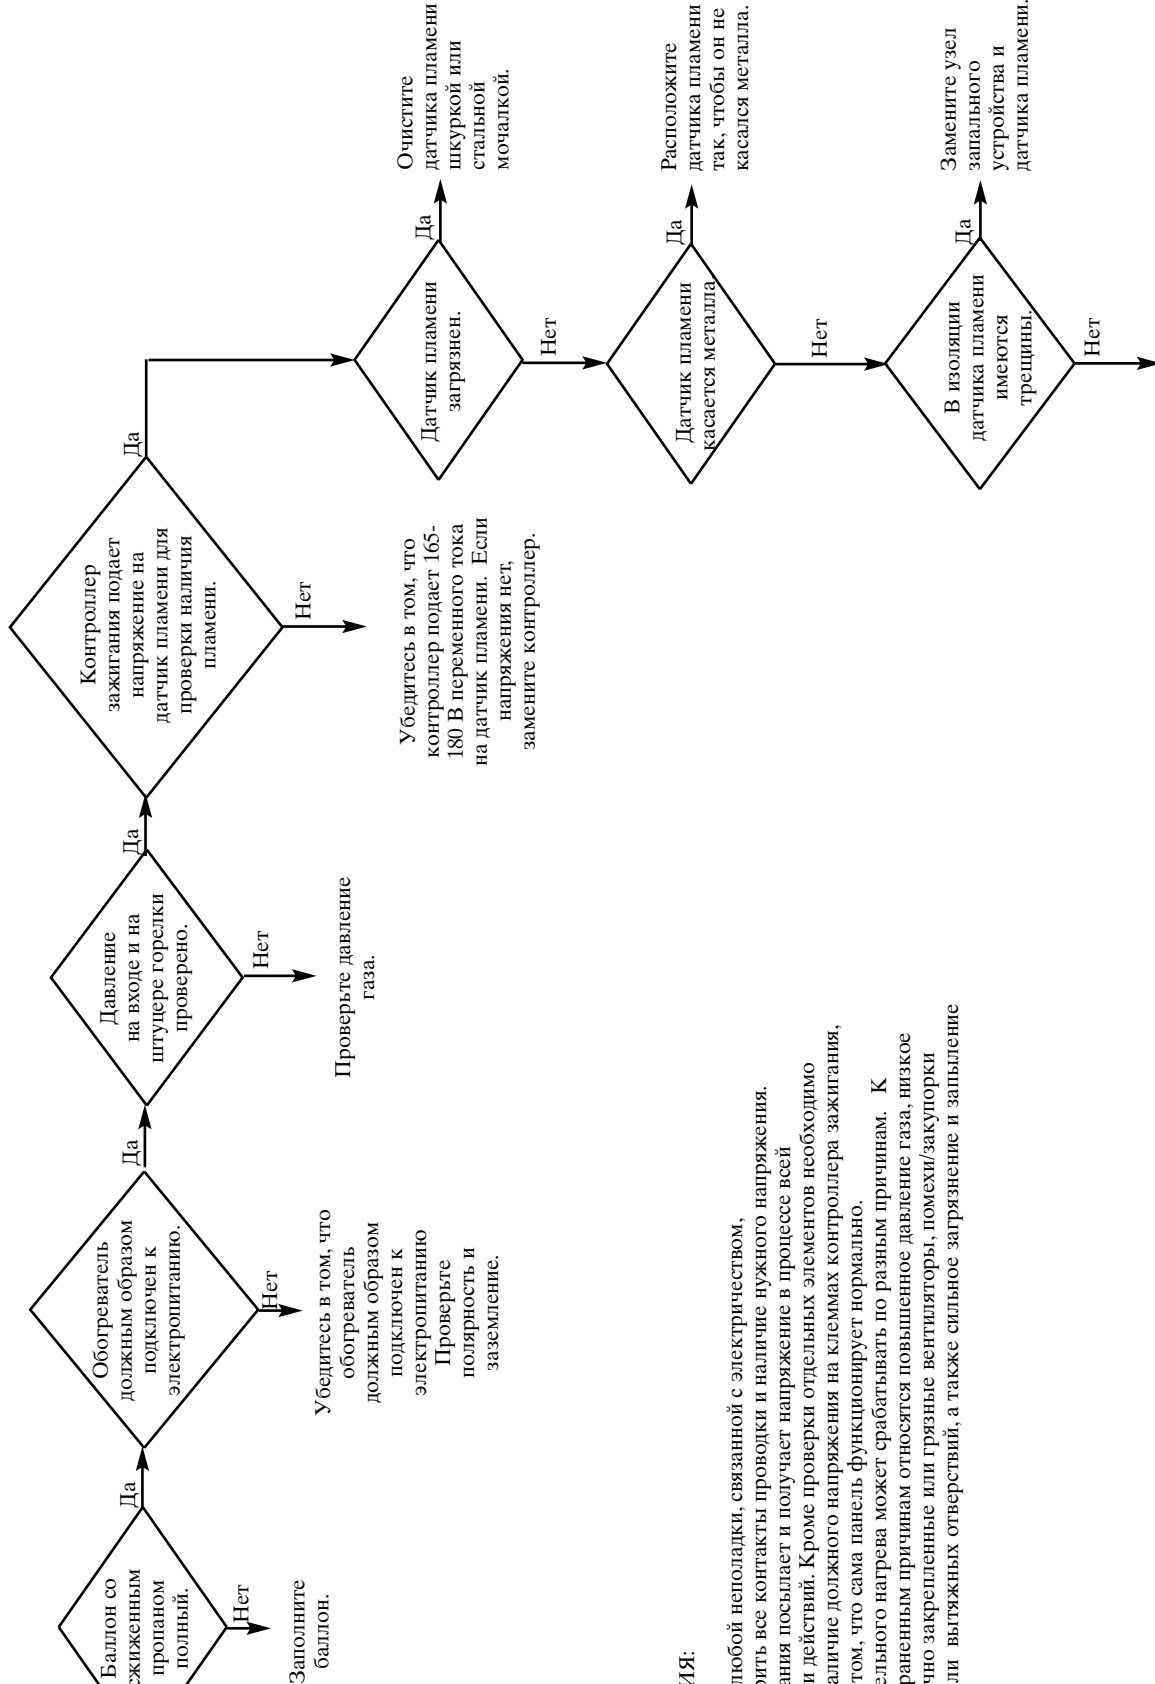 Баллон со
сжиженным
пропаном
полный.
Да
Нет
Заполните
баллон.
Обогреватель
должным образом
подключен к
электропитанию.
Да
Нет
Убедитесь в том, что
обогреватель
должным образом
подключен к
электропитанию
Проверьте
полярность и
заземление.
Давление
на входе и на
штуцере горелки
проверено.
Да
Нет
Проверьте давление
газа.
Контроллер
зажигания подает
напряжение на
датчик пламени для
проверки наличия
пламени.
Да
Нет
Убедитесь в том, что
контроллер подает 165-
180 В переменного тока
на датчик пламени. Если
напряжения нет,
замените контроллер.
Датчик пламени
загрязнен.
Да
Очистите
датчика пламени
шкуркой или
стальной
мочалкой.
Нет
Датчик пламени
касается металла.
Да
Расположите
датчика пламени
так, чтобы он не
касался металла.
Нет
В изоляции
датчика пламени
имеются
трещины.
Да
Замените узел
запального
устройства и
датчика пламени.
Нет
ИЯ:
любой неполадки, связанной с электричеством,
рить все контакты проводки и наличие нужного напряжения.
ания посылает и получает напряжение в процессе всей
и действий. Кроме проверки отдельных элементов необходимо
аличие должного напряжения на клеммах контроллера зажигания,
том, что сама панель функционирует нормально.
ельного нагрева может срабатывать по разным причинам. К
раненным причинам относятся повышенное давление газа, низкое
чно закрепленные или грязные вентиляторы, помехи/закупорки
ли вытяжных отверствий, а также сильное загрязнение и запыление